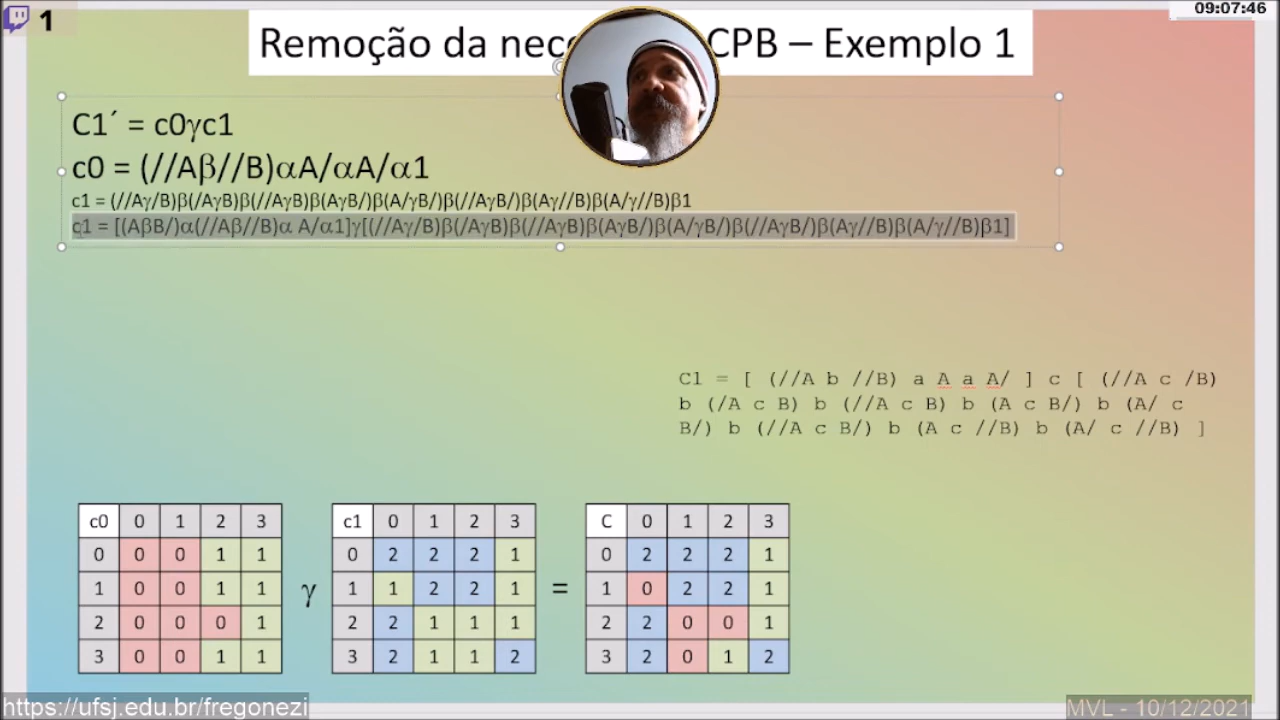 1
09:07:46
Remoção da nec CPB – Exemplo 1
C1´ = c0γc1
c0 = (//Aβ//B)αA/αA/α1
c1 = (//Aγ/B)β(/AγB)β(//AγB)β(AγB/)β(A/γB/)β(//AγB/)β(Aγ//B)β(A/γ//B)β1
c1 = [(AβB/)α(//Aβ//B)α A/α1]γ[(//Aγ/B)β(/AγB)β(//AγB)β(AγB/)β(A/γB/)β(//AγB/)β(Aγ//B)β(A/γ//B)β1]
C1 = [ (//A b //B) a A a A/ ] c [ (//A c /B)
b (/A c B) b (//A c B) b (A c B/) b (A/ c
B/) b (//A c B/) b (A c //B) b (A/ c //B) ]
c0 0 1 2 3
0 0 0 1 1
1 0 0 1 1
2 0 0 0 1
3 0 0 1 1
γ
c1 0 1 2 3
0 2 2 2 1
1 1 2 2 1
2 2 1 1 1
3 2 1 1 2
=
C 0 1 2 3
0 2 2 2 1
1 0 2 2 1
2 2 0 0 1
3 2 0 1 2
https://ufsj.edu.br/fregonezi
MVL - 10/12/2021